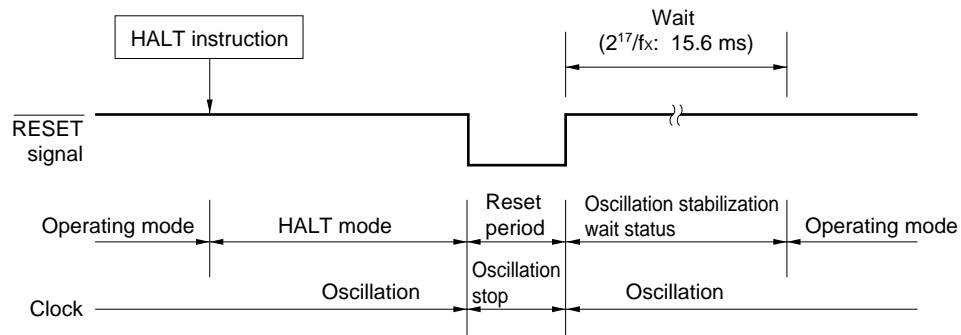 HALT instruction
Wait
(2¹⁷/fx: 15.6 ms)
RESET
signal
Operating mode
HALT mode
Reset
period
Oscillation stabilization
wait status
Operating mode
Clock
Oscillation
Oscillation
stop
Oscillation